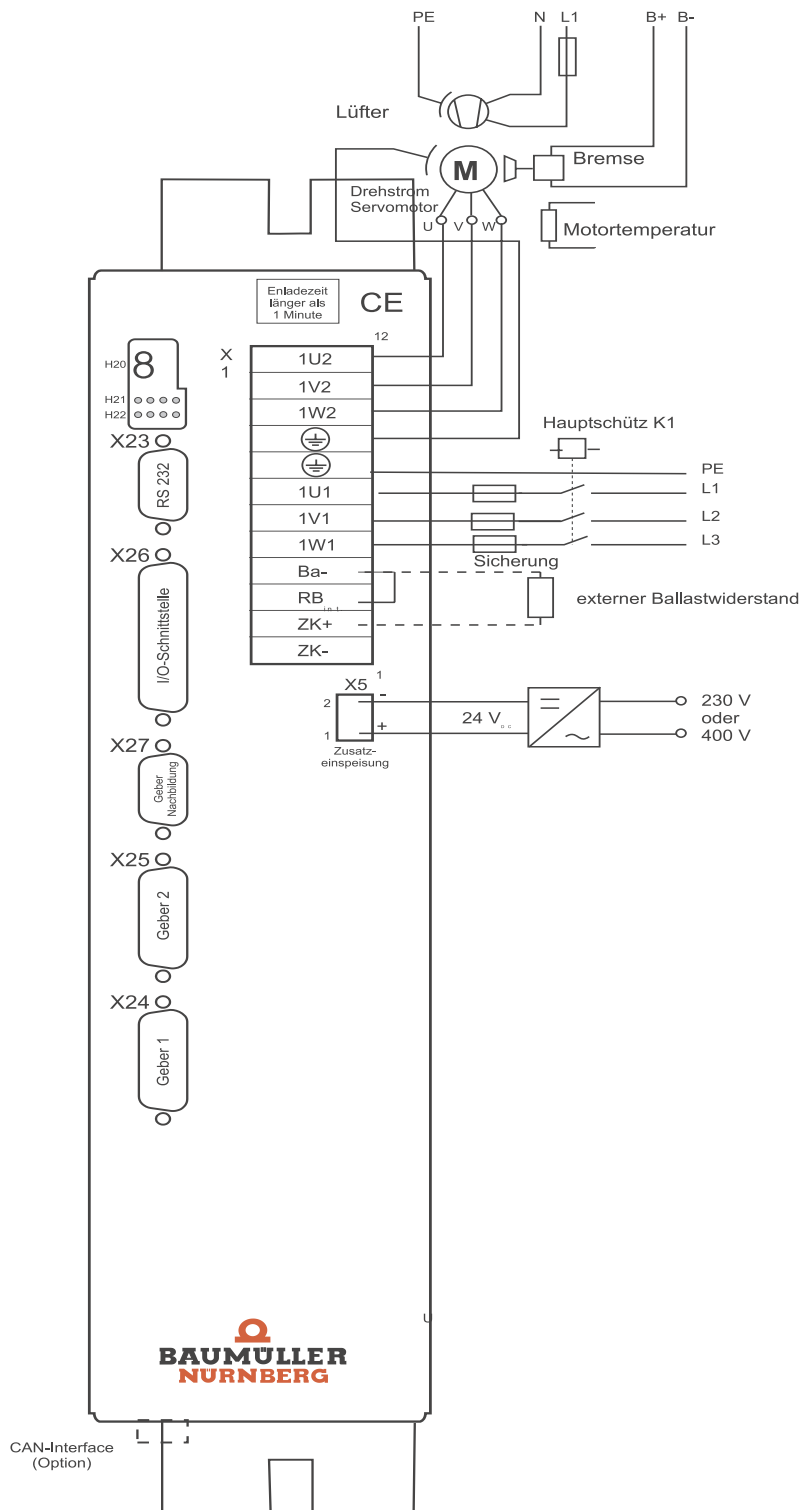 PE N L1 B+ B-
Lüfter
M
Bremse
Drehstrom
Servomotor
U V W
Motortemperatur
Enladezeit
länger als
1 Minute
CE
12
X
1
1U2
1V2
1W2
1U1
1V1
1W1
Ba-
RB int
ZK+
ZK-
1
H20
8
H21
H22
X23
RS 232
X26
I/O-Schnittstelle
X27
Geber
Nachbildung
X25
Geber 2
X24
Geber 1
Hauptschütz K1
PE
L1
L2
L3
Sicherung
externer Ballastwiderstand
X5
2
-
1
+
24 V DC
Zusatz-
einspeisung
230 V
oder
400 V
U
BAUMÜLLER
NÜRNBERG
CAN-Interface
(Option)